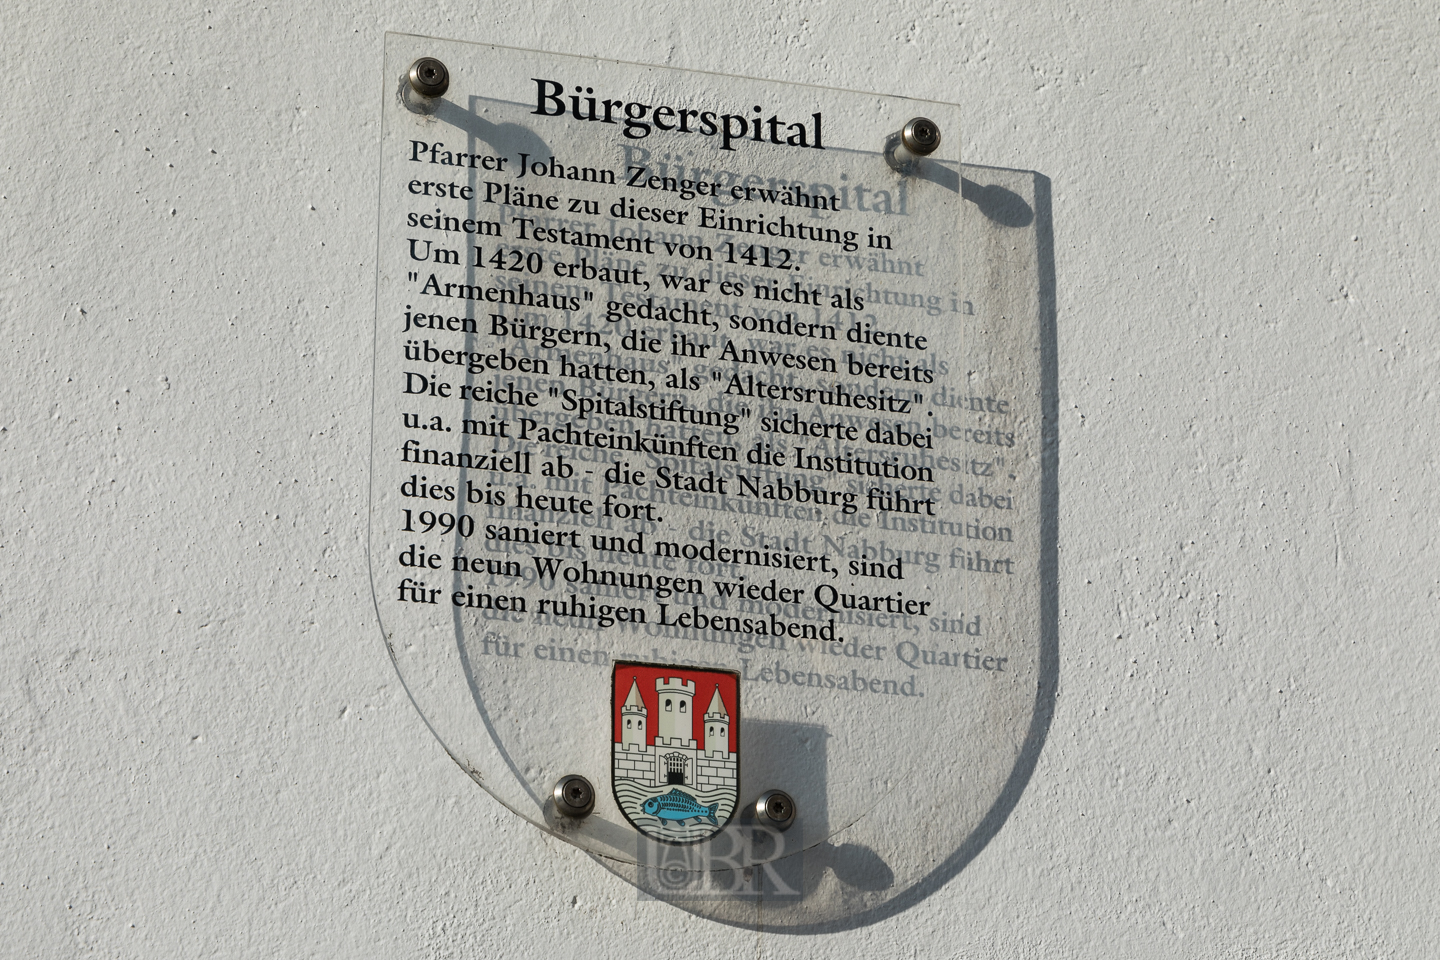 Bürgerspital
Pfarrer Johann Zenger erwähnt
erste Pläne zu dieser Einrichtung in
seinem Testament von 1412.
Um 1420 erbaut, war es nicht als
"Armenhaus" gedacht, sondern diente
jenen Bürgern, die ihr Anwesen bereits
übergeben hatten, als "Altersruhesitz".
Die reiche "Spitalstiftung" sicherte dabei
u.a. mit Pachteinkünften die Institution
finanziell ab - die Stadt Nabburg führt
dies bis heute fort.
1990 saniert und modernisiert, sind
die neun Wohnungen wieder Quartier
für einen ruhigen Lebensabend.